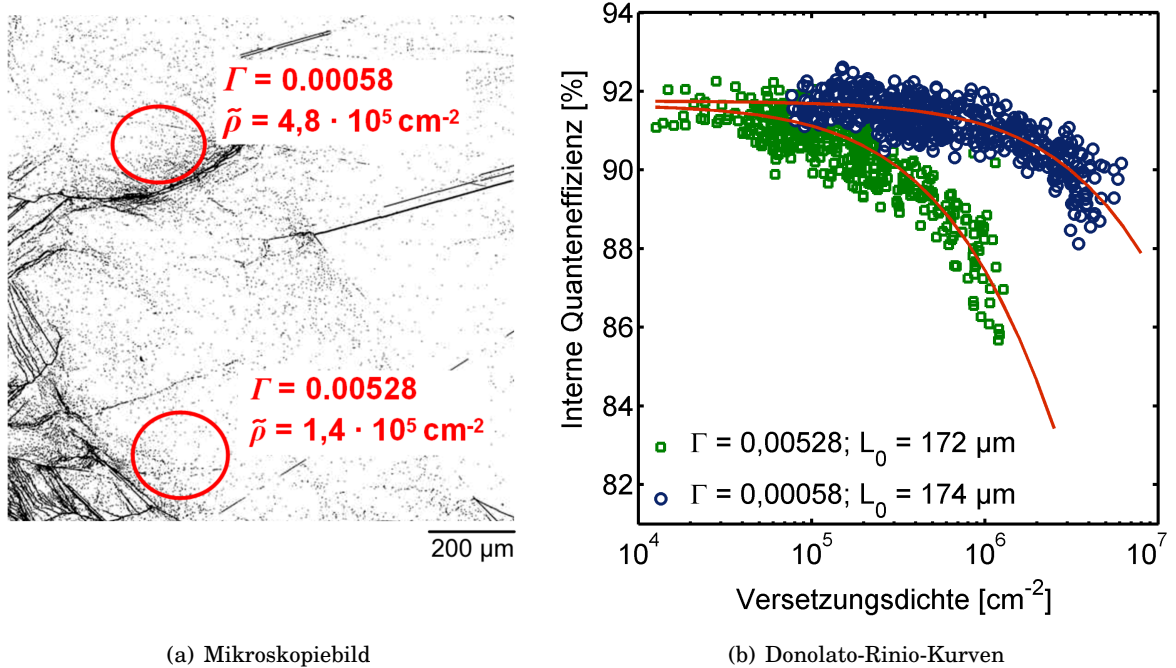 Γ = 0.00058
ρ̃ = 4,8 · 10⁵ cm⁻²
Γ = 0.00528
ρ̃ = 1,4 · 10⁵ cm⁻²
200 µm
(a) Mikroskopiebild
Interne Quanteneffizienz [%]
94
92
90
88
86
84
82
Γ = 0,00528; L₀ = 172 µm
Γ = 0,00058; L₀ = 174 µm
10⁴ 10⁵ 10⁶ 10⁷
Versetzungsdichte [cm⁻²]
(b) Donolato-Rinio-Kurven